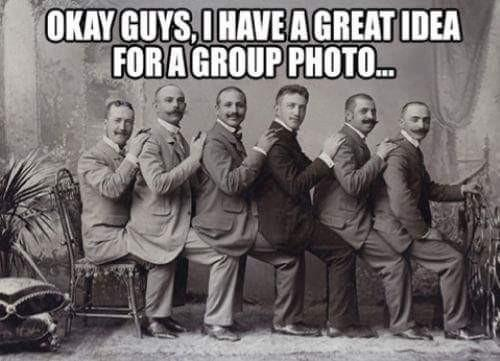 OKAY GUYS, I HAVE A GREAT IDEA
FOR A GROUP PHOTO...